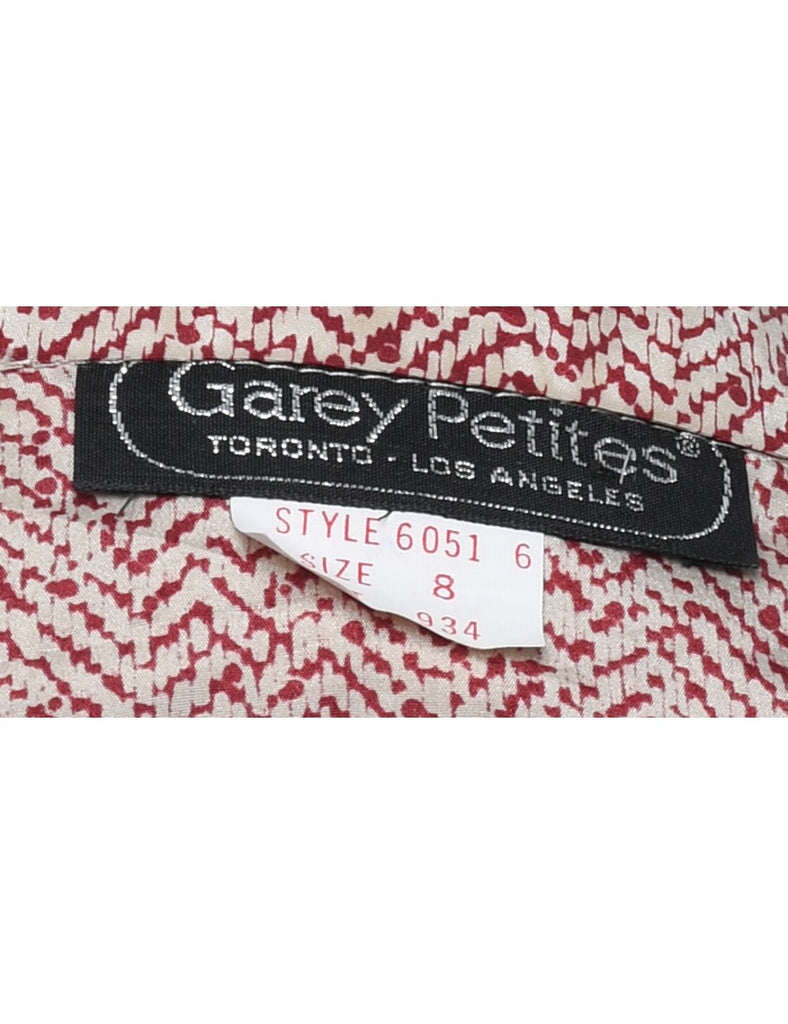 Garey Petites®
TORONTO - LOS ANGELES
STYLE 6051 6
SIZE 8
934